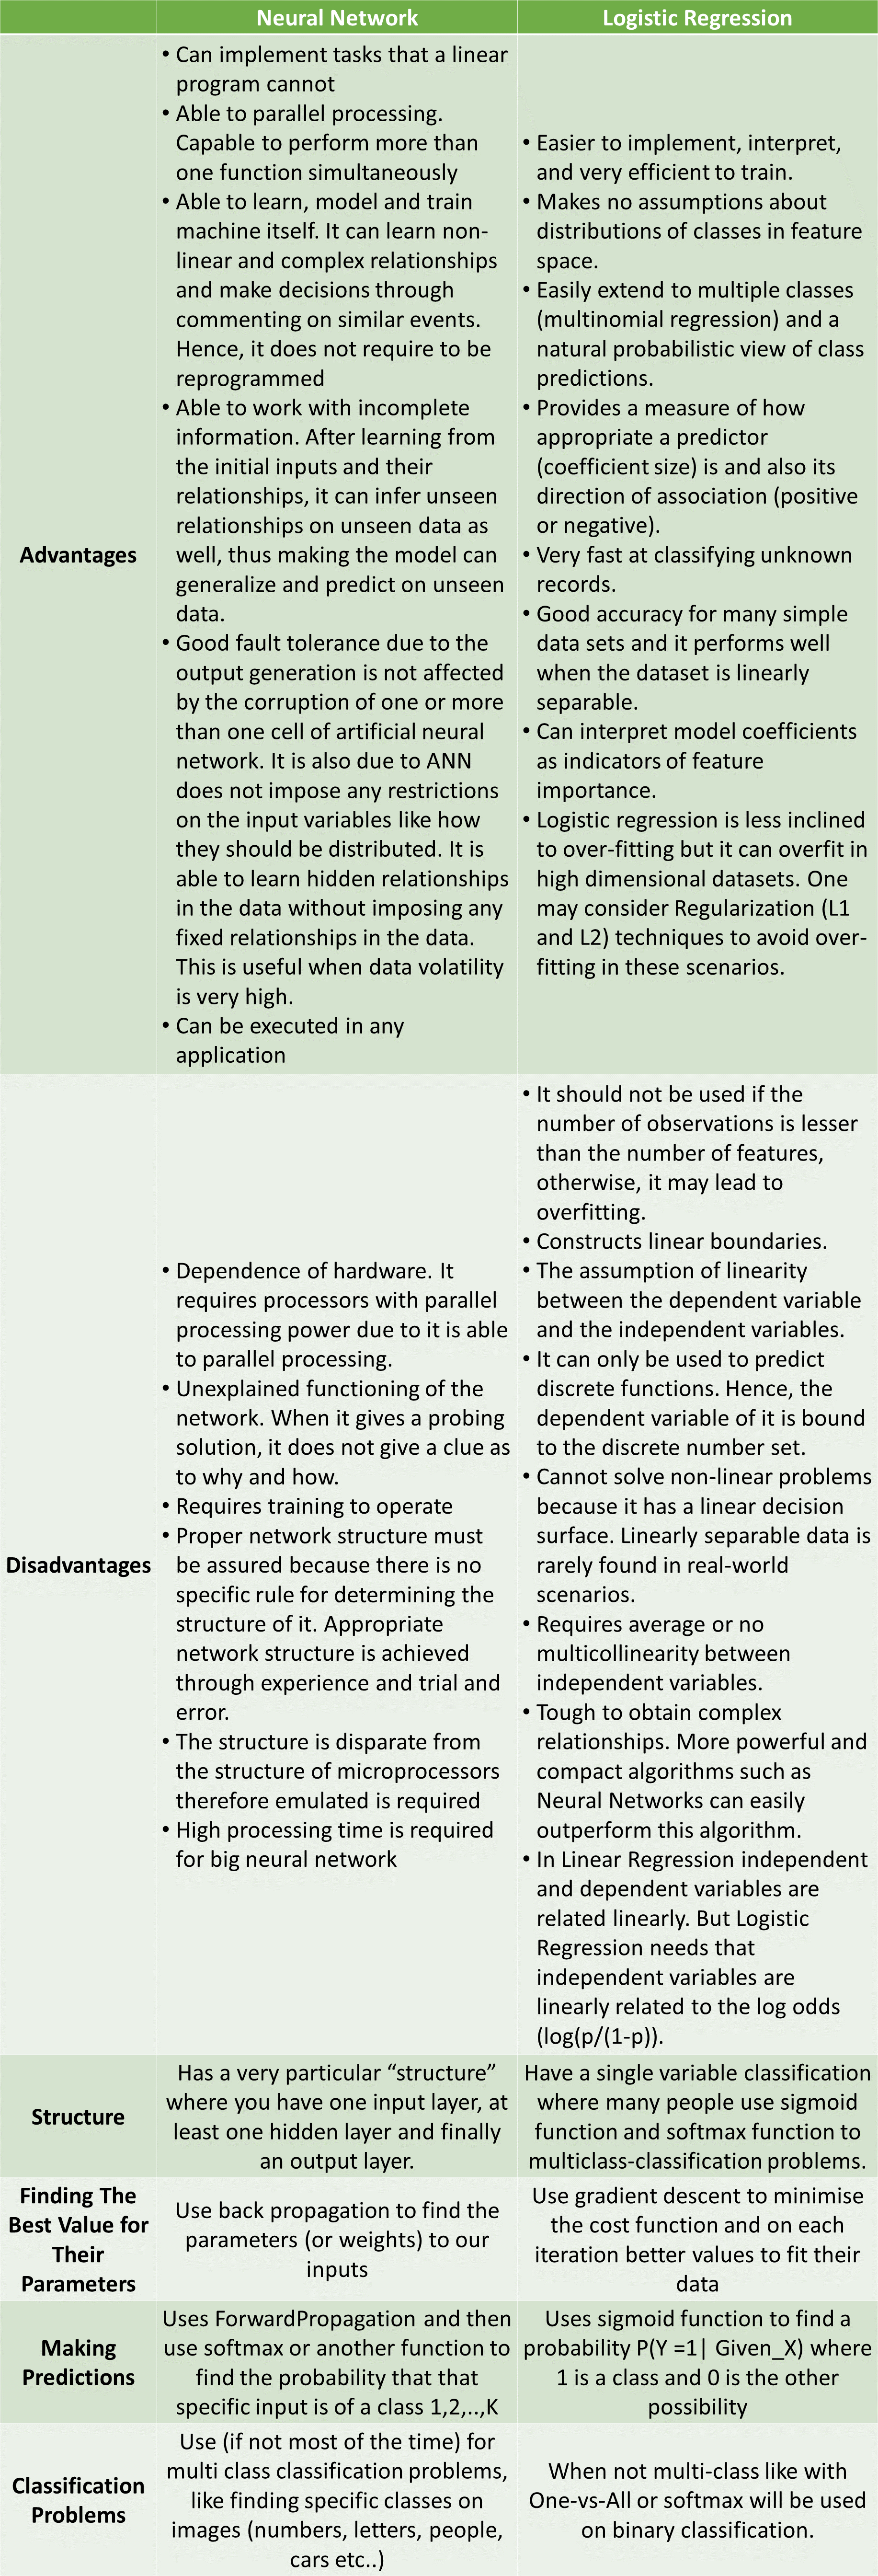 Neural Network
Logistic Regression
Advantages
• Can implement tasks that a linear
program cannot
• Able to parallel processing.
Capable to perform more than
one function simultaneously
• Able to learn, model and train
machine itself. It can learn non-
linear and complex relationships
and make decisions through
commenting on similar events.
Hence, it does not require to be
reprogrammed
• Able to work with incomplete
information. After learning from
the initial inputs and their
relationships, it can infer unseen
relationships on unseen data as
well, thus making the model can
generalize and predict on unseen
data.
• Good fault tolerance due to the
output generation is not affected
by the corruption of one or more
than one cell of artificial neural
network. It is also due to ANN
does not impose any restrictions
on the input variables like how
they should be distributed. It is
able to learn hidden relationships
in the data without imposing any
fixed relationships in the data.
This is useful when data volatility
is very high.
• Can be executed in any
application
• Easier to implement, interpret,
and very efficient to train.
• Makes no assumptions about
distributions of classes in feature
space.
• Easily extend to multiple classes
(multinomial regression) and a
natural probabilistic view of class
predictions.
• Provides a measure of how
appropriate a predictor
(coefficient size) is and also its
direction of association (positive
or negative).
• Very fast at classifying unknown
records.
• Good accuracy for many simple
data sets and it performs well
when the dataset is linearly
separable.
• Can interpret model coefficients
as indicators of feature
importance.
• Logistic regression is less inclined
to over-fitting but it can overfit in
high dimensional datasets. One
may consider Regularization (L1
and L2) techniques to avoid over-
fitting in these scenarios.
Disadvantages
• Dependence of hardware. It
requires processors with parallel
processing power due to it is able
to parallel processing.
• Unexplained functioning of the
network. When it gives a probing
solution, it does not give a clue as
to why and how.
• Requires training to operate
• Proper network structure must
be assured because there is no
specific rule for determining the
structure of it. Appropriate
network structure is achieved
through experience and trial and
error.
• The structure is disparate from
the structure of microprocessors
therefore emulated is required
• High processing time is required
for big neural network
• It should not be used if the
number of observations is lesser
than the number of features,
otherwise, it may lead to
overfitting.
• Constructs linear boundaries.
• The assumption of linearity
between the dependent variable
and the independent variables.
• It can only be used to predict
discrete functions. Hence, the
dependent variable of it is bound
to the discrete number set.
• Cannot solve non-linear problems
because it has a linear decision
surface. Linearly separable data is
rarely found in real-world
scenarios.
• Requires average or no
multicollinearity between
independent variables.
• Tough to obtain complex
relationships. More powerful and
compact algorithms such as
Neural Networks can easily
outperform this algorithm.
• In Linear Regression independent
and dependent variables are
related linearly. But Logistic
Regression needs that
independent variables are
linearly related to the log odds
(log(p/(1-p)).
Structure
Has a very particular “structure”
where you have one input layer, at
least one hidden layer and finally
an output layer.
Have a single variable classification
where many people use sigmoid
function and softmax function to
multiclass-classification problems.
Finding The
Best Value for
Their
Parameters
Use back propagation to find the
parameters (or weights) to our
inputs
Use gradient descent to minimise
the cost function and on each
iteration better values to fit their
data
Making
Predictions
Uses ForwardPropagation and then
use softmax or another function to
find the probability that that
specific input is of a class 1,2,..,K
Uses sigmoid function to find a
probability P(Y =1| Given_X) where
1 is a class and 0 is the other
possibility
Classification
Problems
Use (if not most of the time) for
multi class classification problems,
like finding specific classes on
images (numbers, letters, people,
cars etc..)
When not multi-class like with
One-vs-All or softmax will be used
on binary classification.